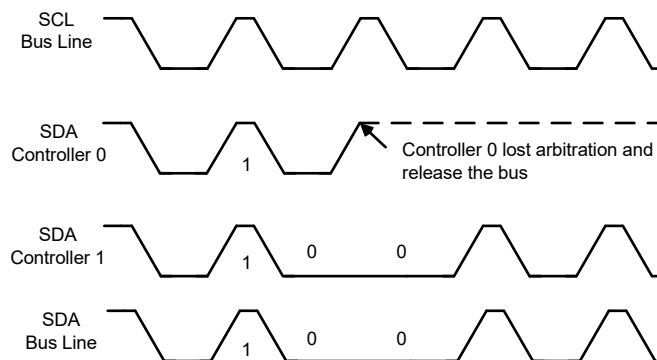 SCL
Bus Line
SDA
Controller 0
1
Controller 0 lost arbitration and
release the bus
SDA
Controller 1
1
0
0
SDA
Bus Line
1
0
0